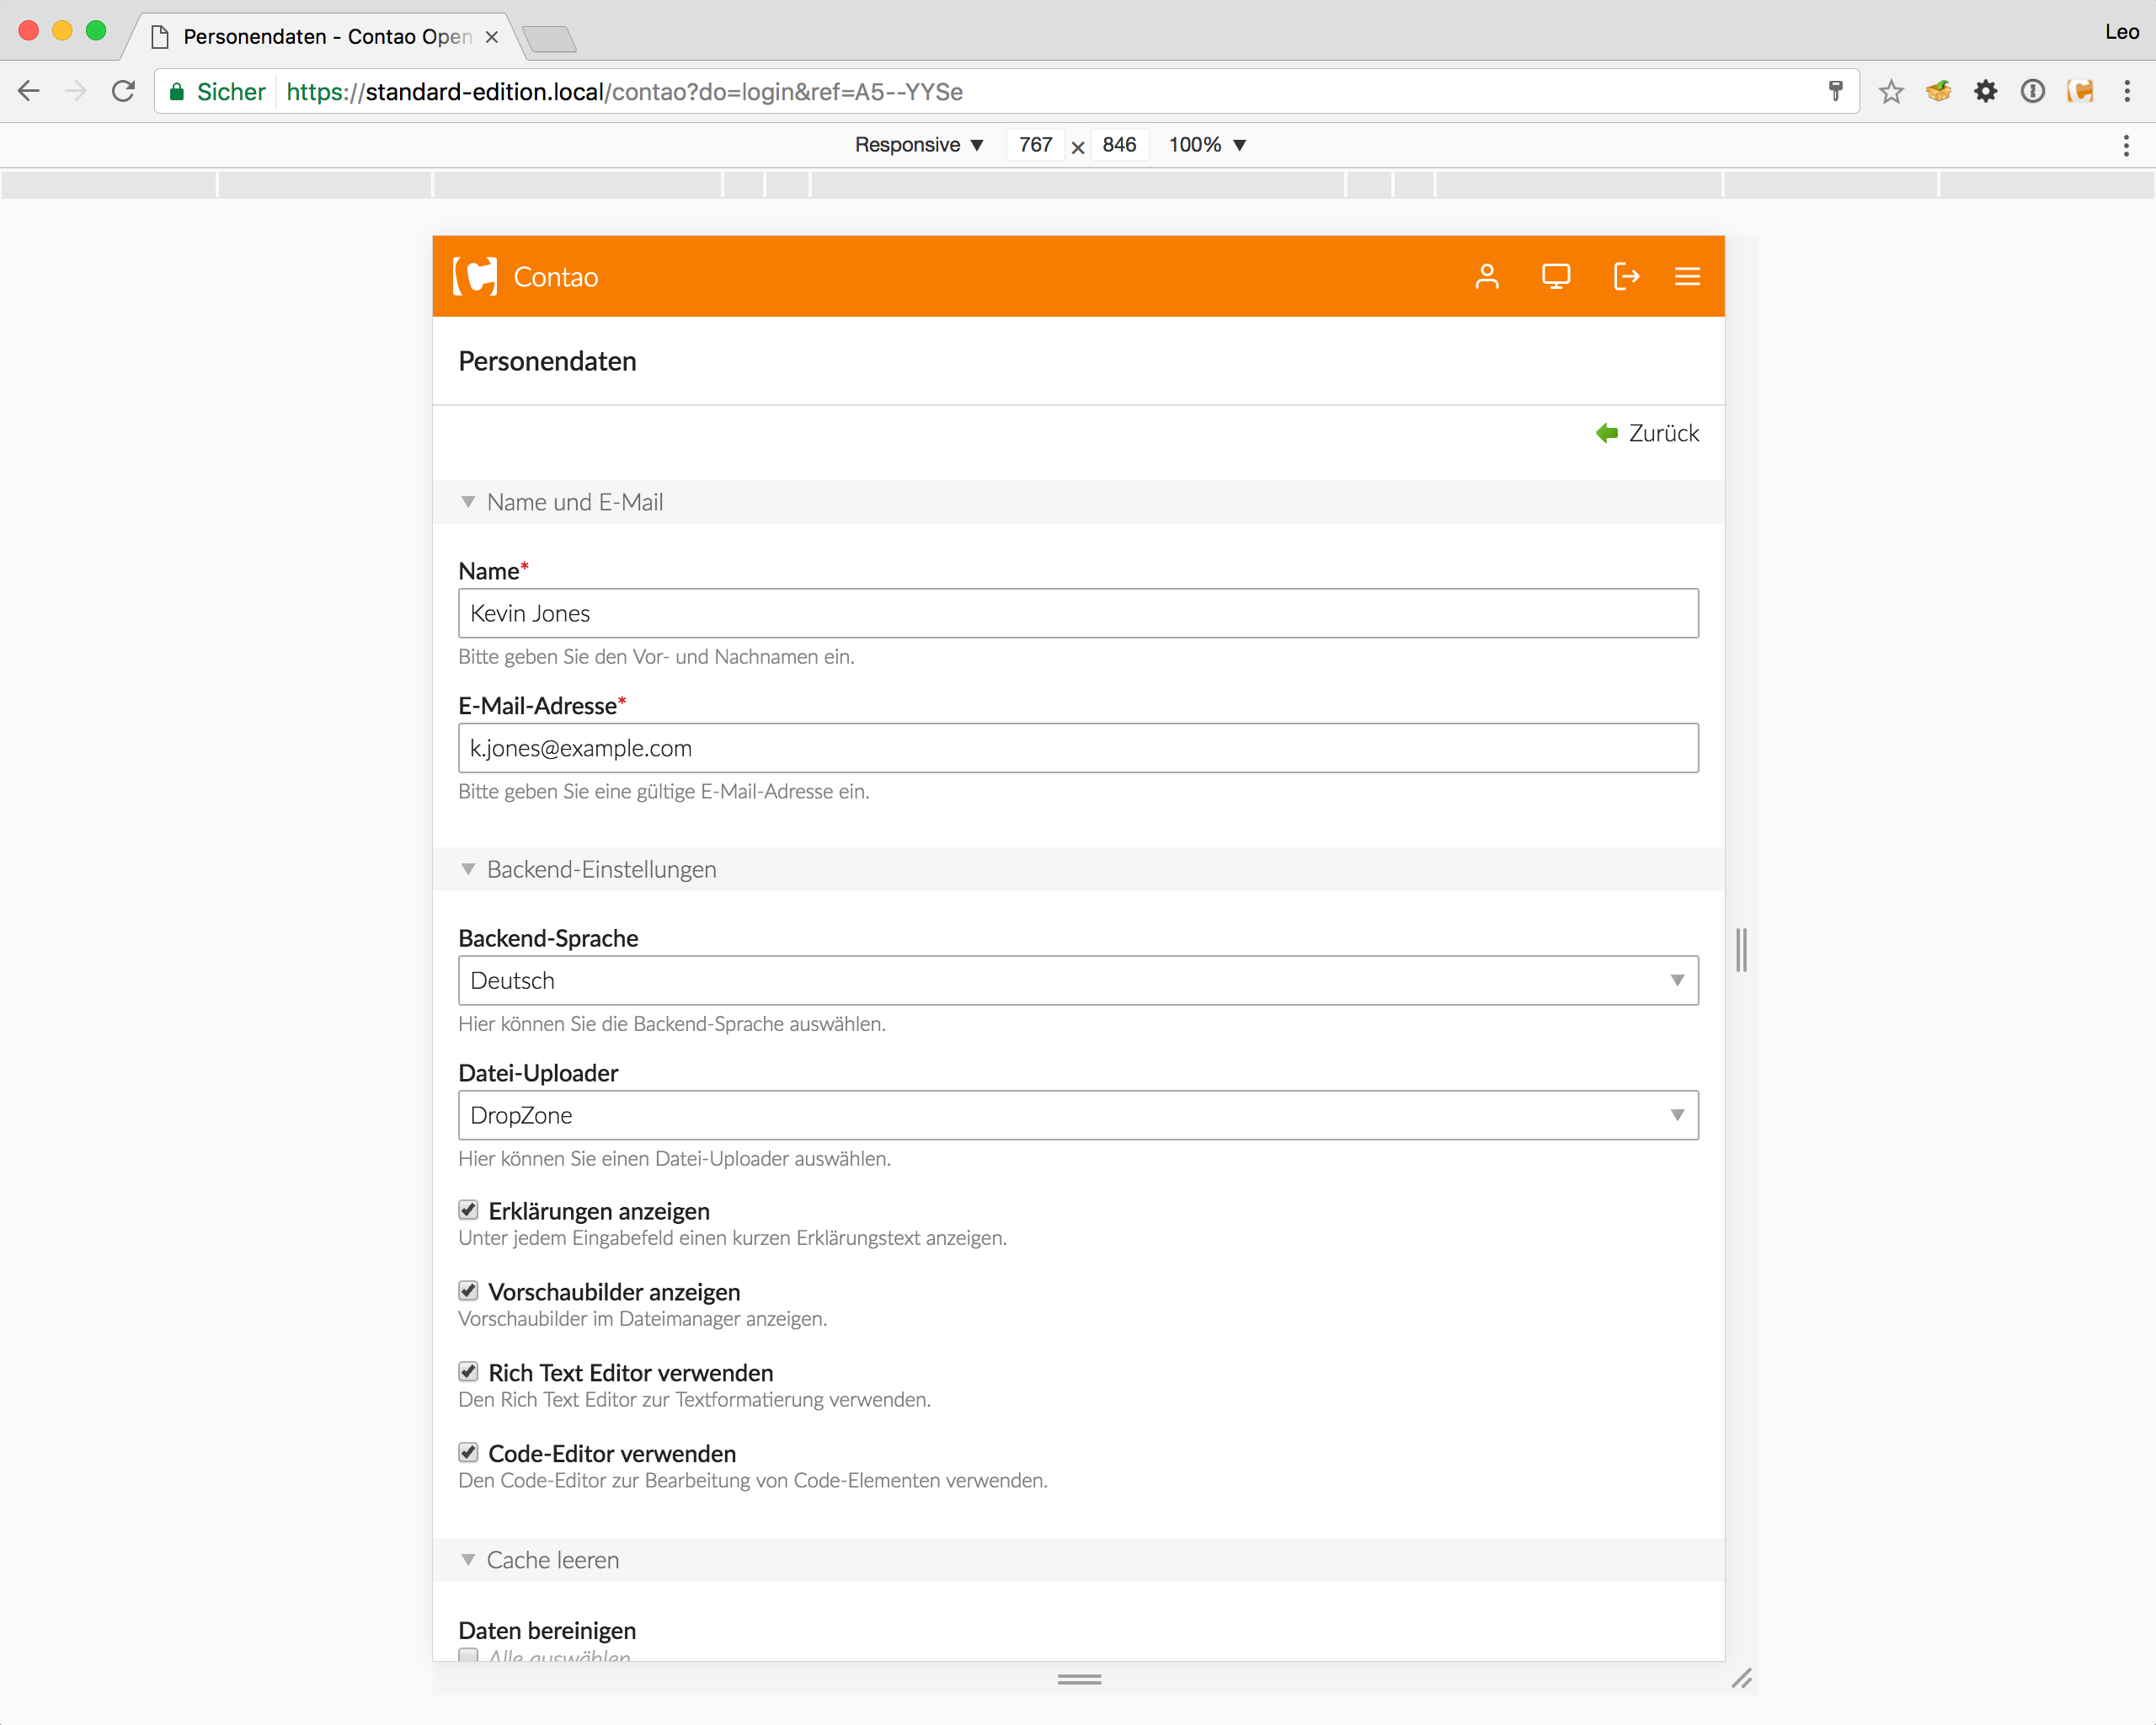 Personendaten - Contao Open
Leo
Sicher https://standard-edition.local/contao?do=login&ref=A5--YYSe
Responsive ▼ 767 × 846 100% ▼
Contao
Personendaten
Zurück
Name und E-Mail
Name*
Kevin Jones
Bitte geben Sie den Vor- und Nachnamen ein.
E-Mail-Adresse*
k.jones@example.com
Bitte geben Sie eine gültige E-Mail-Adresse ein.
Backend-Einstellungen
Backend-Sprache
Deutsch
Hier können Sie die Backend-Sprache auswählen.
Datei-Uploader
DropZone
Hier können Sie einen Datei-Uploader auswählen.
Erklärungen anzeigen
Unter jedem Eingabefeld einen kurzen Erklärungstext anzeigen.
Vorschaubilder anzeigen
Vorschaubilder im Dateimanager anzeigen.
Rich Text Editor verwenden
Den Rich Text Editor zur Textformatierung verwenden.
Code-Editor verwenden
Den Code-Editor zur Bearbeitung von Code-Elementen verwenden.
Cache leeren
Daten bereinigen
Alle auswählen